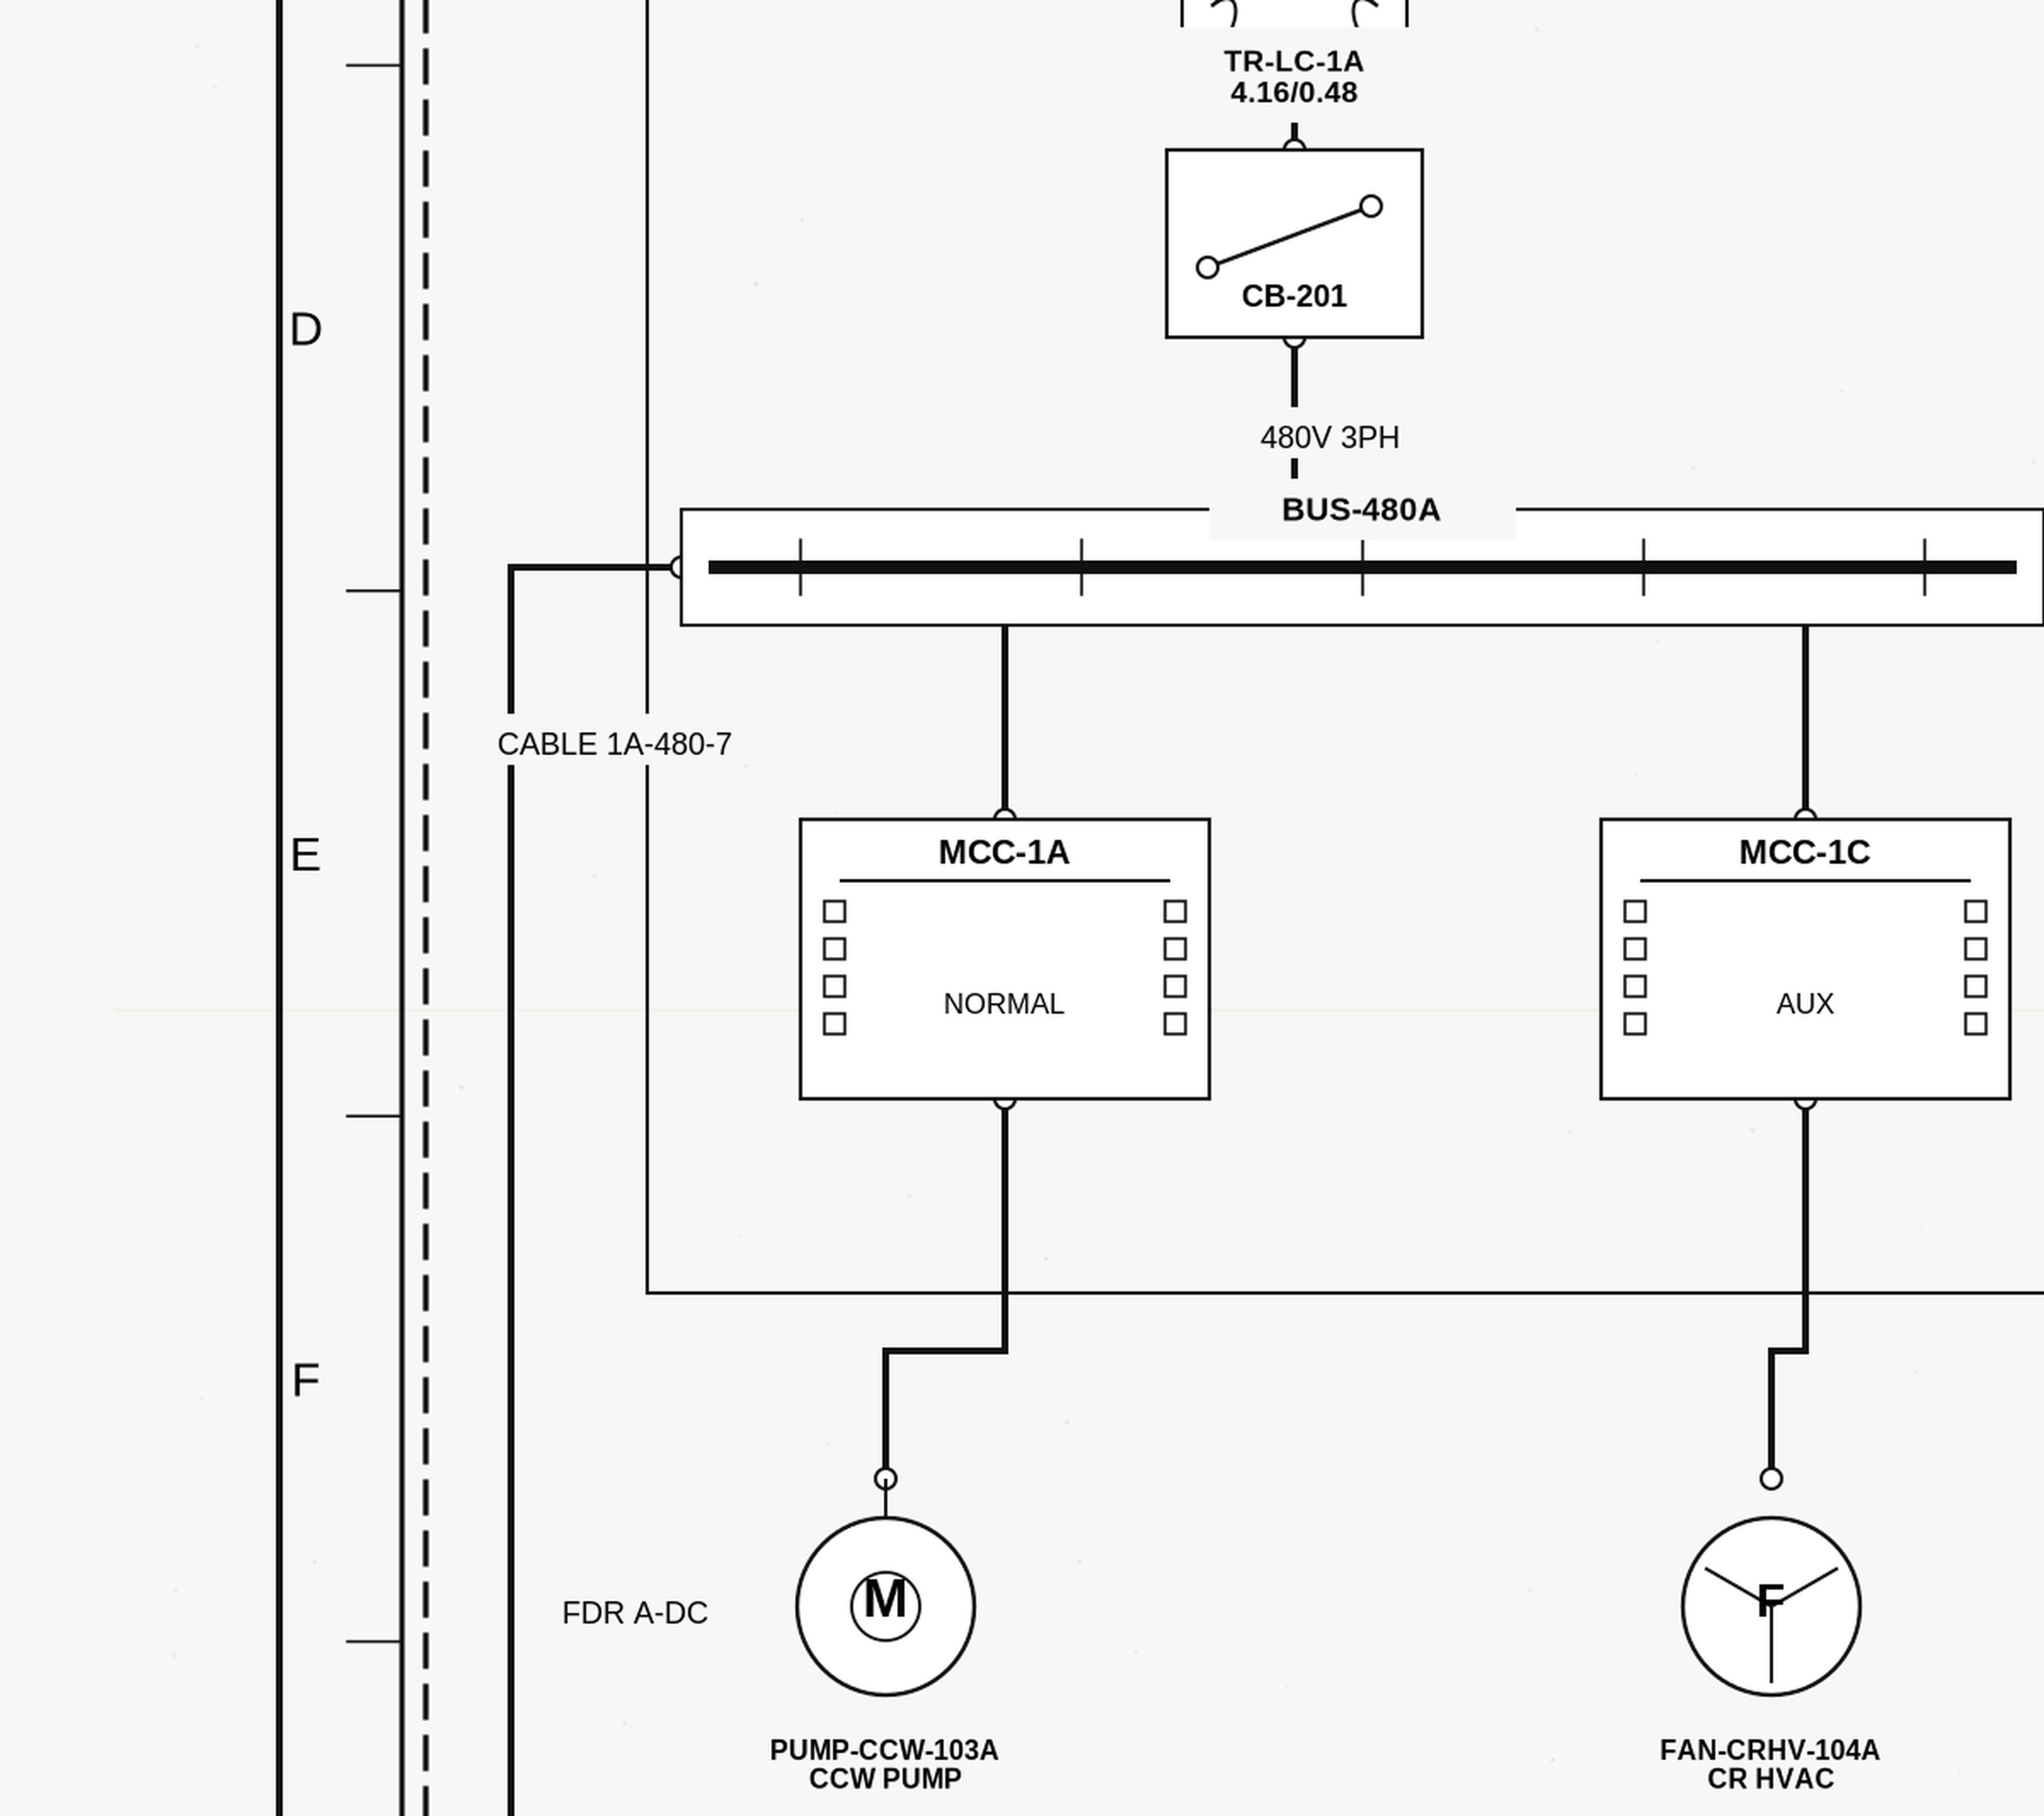 TR-LC-1A
4.16/0.48
CB-201
D
480V 3PH
BUS-480A
CABLE 1A-480-7
MCC-1A
MCC-1C
E
NORMAL
AUX
F
M
F
FDR A-DC
PUMP-CCW-103A
CCW PUMP
FAN-CRHV-104A
CR HVAC